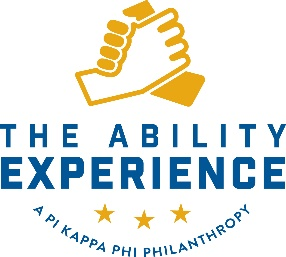 THE ABILITY
EXPERIENCE
A PI KAPPA PHI PHILANTHROPY